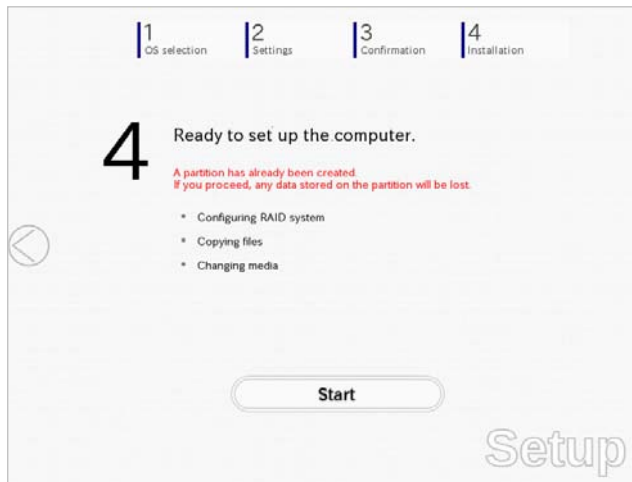 1
OS selection
2
Settings
3
Confirmation
4
Installation
4
Ready to set up the computer.
A partition has already been created.
If you proceed, any data stored on the partition will be lost.
Configuring RAID system
Copying files
Changing media
Start
Setup